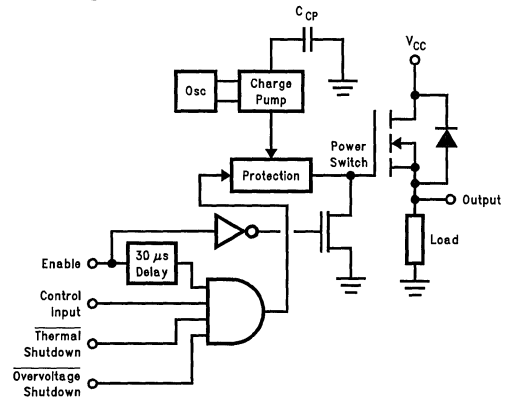 C CP
V CC
Osc
Charge
Pump
Power
Switch
Protection
Output
Load
Enable
30 μs
Delay
Control
Input
Thermal
Shutdown
Overvoltage
Shutdown